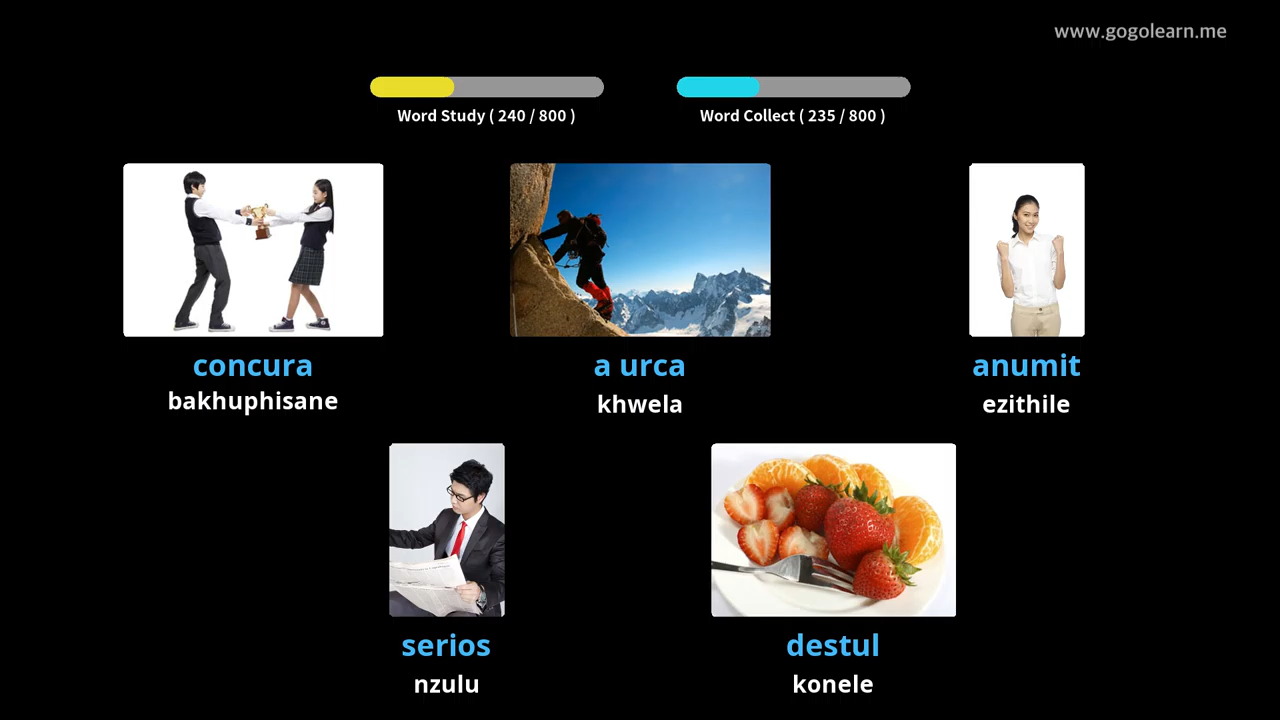 www.gogolearn.me
Word Study ( 240 / 800 )
Word Collect ( 235 / 800 )
concura
bakhuphisane
a urca
khwela
anumit
ezithile
serios
nzulu
destul
konele